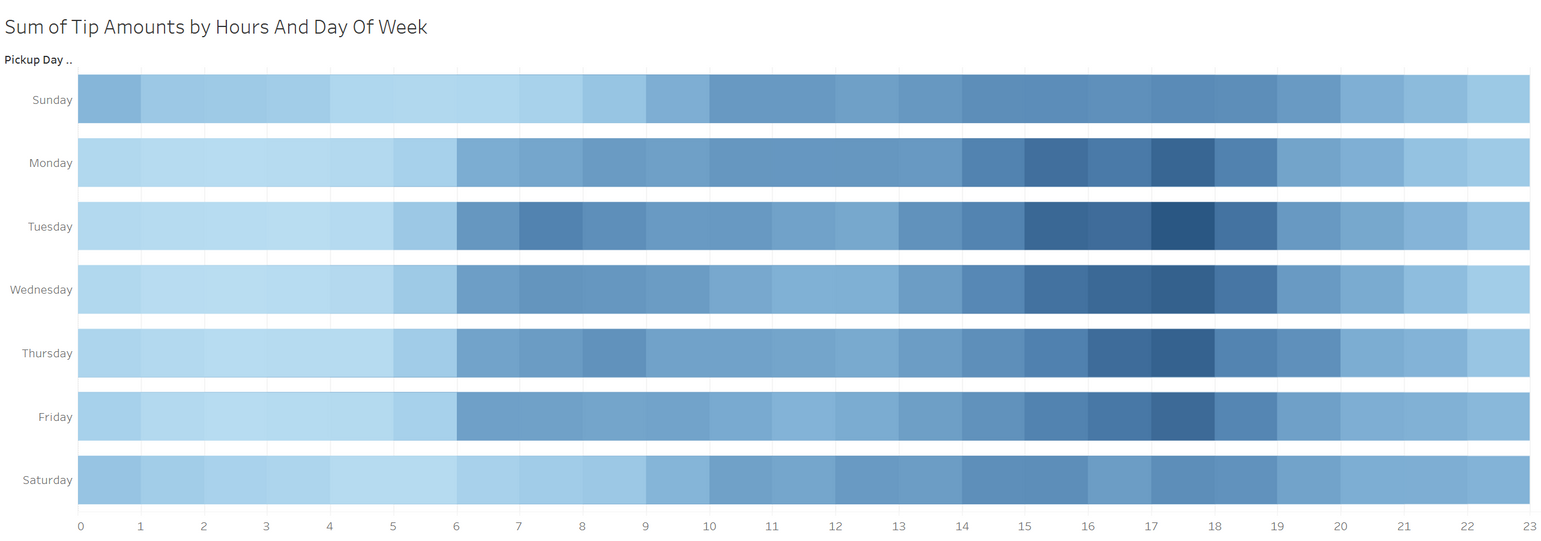 Sum of Tip Amounts by Hours And Day Of Week
Pickup Day ..
Sunday
Monday
Tuesday
Wednesday
Thursday
Friday
Saturday
0 1 2 3 4 5 6 7 8 9 10 11 12 13 14 15 16 17 18 19 20 21 22 23